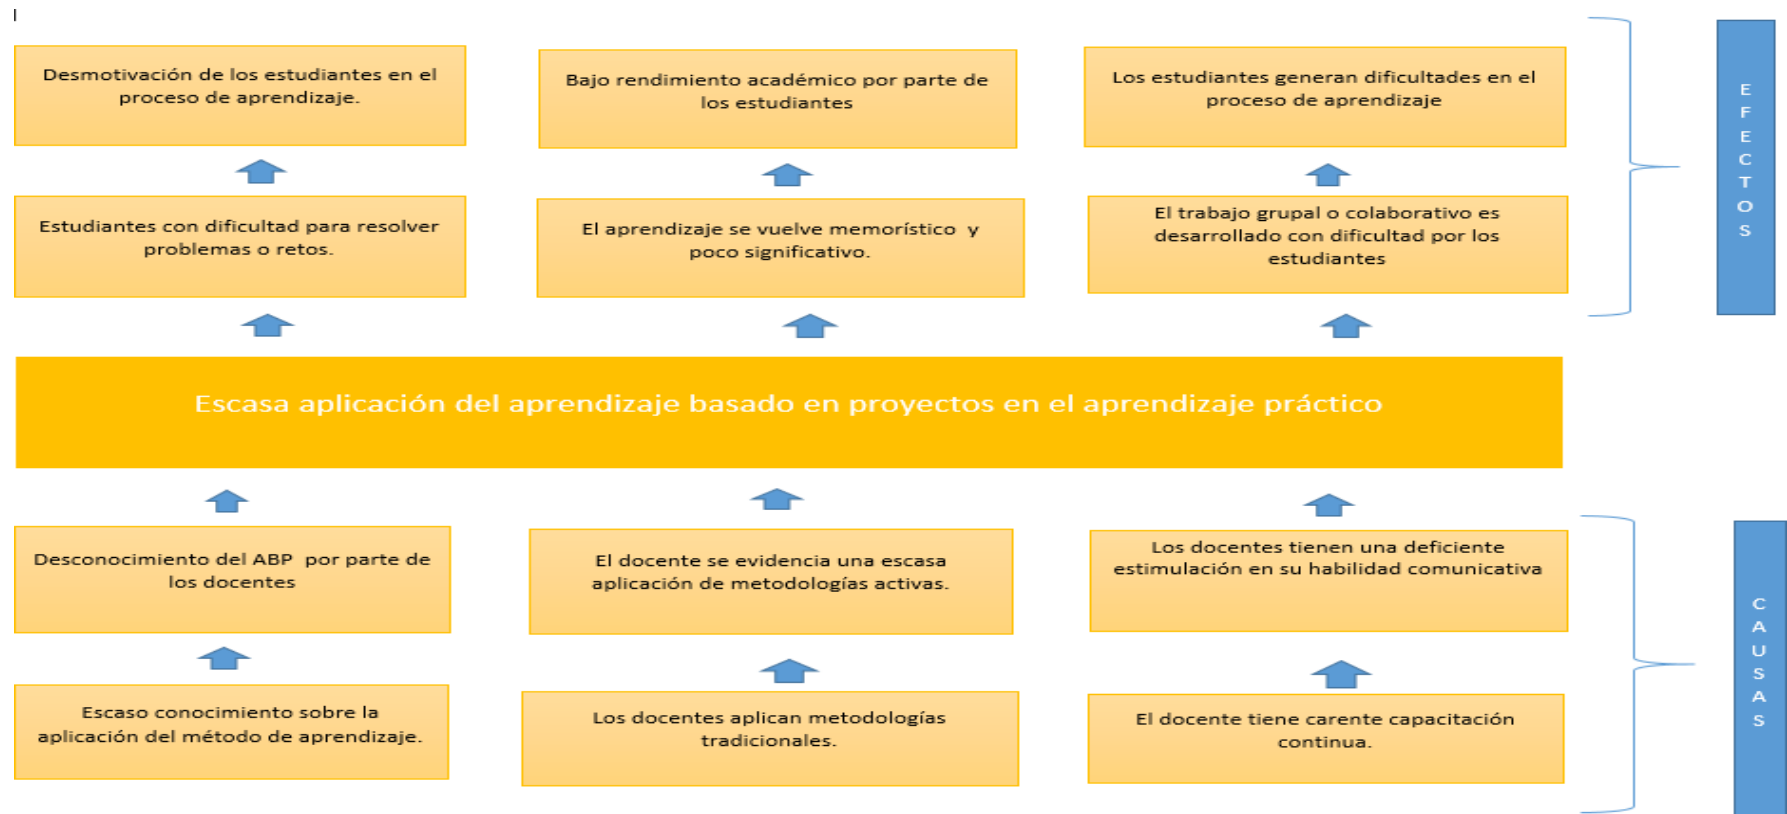 Desmotivación de los estudiantes en el
proceso de aprendizaje.
Bajo rendimiento académico por parte de
los estudiantes
Los estudiantes generan dificultades en el
proceso de aprendizaje
Estudiantes con dificultad para resolver
problemas o retos.
El aprendizaje se vuelve memorístico y
poco significativo.
El trabajo grupal o colaborativo es
desarrollado con dificultad por los
estudiantes
EFECTOS
Escasa aplicación del aprendizaje basado en proyectos en el aprendizaje práctico
Desconocimiento del ABP por parte de
los docentes
El docente se evidencia una escasa
aplicación de metodologías activas.
Los docentes tienen una deficiente
estimulación en su habilidad comunicativa
Escaso conocimiento sobre la
aplicación del método de aprendizaje.
Los docentes aplican metodologías
tradicionales.
El docente tiene carente capacitación
continua.
CAUSAS